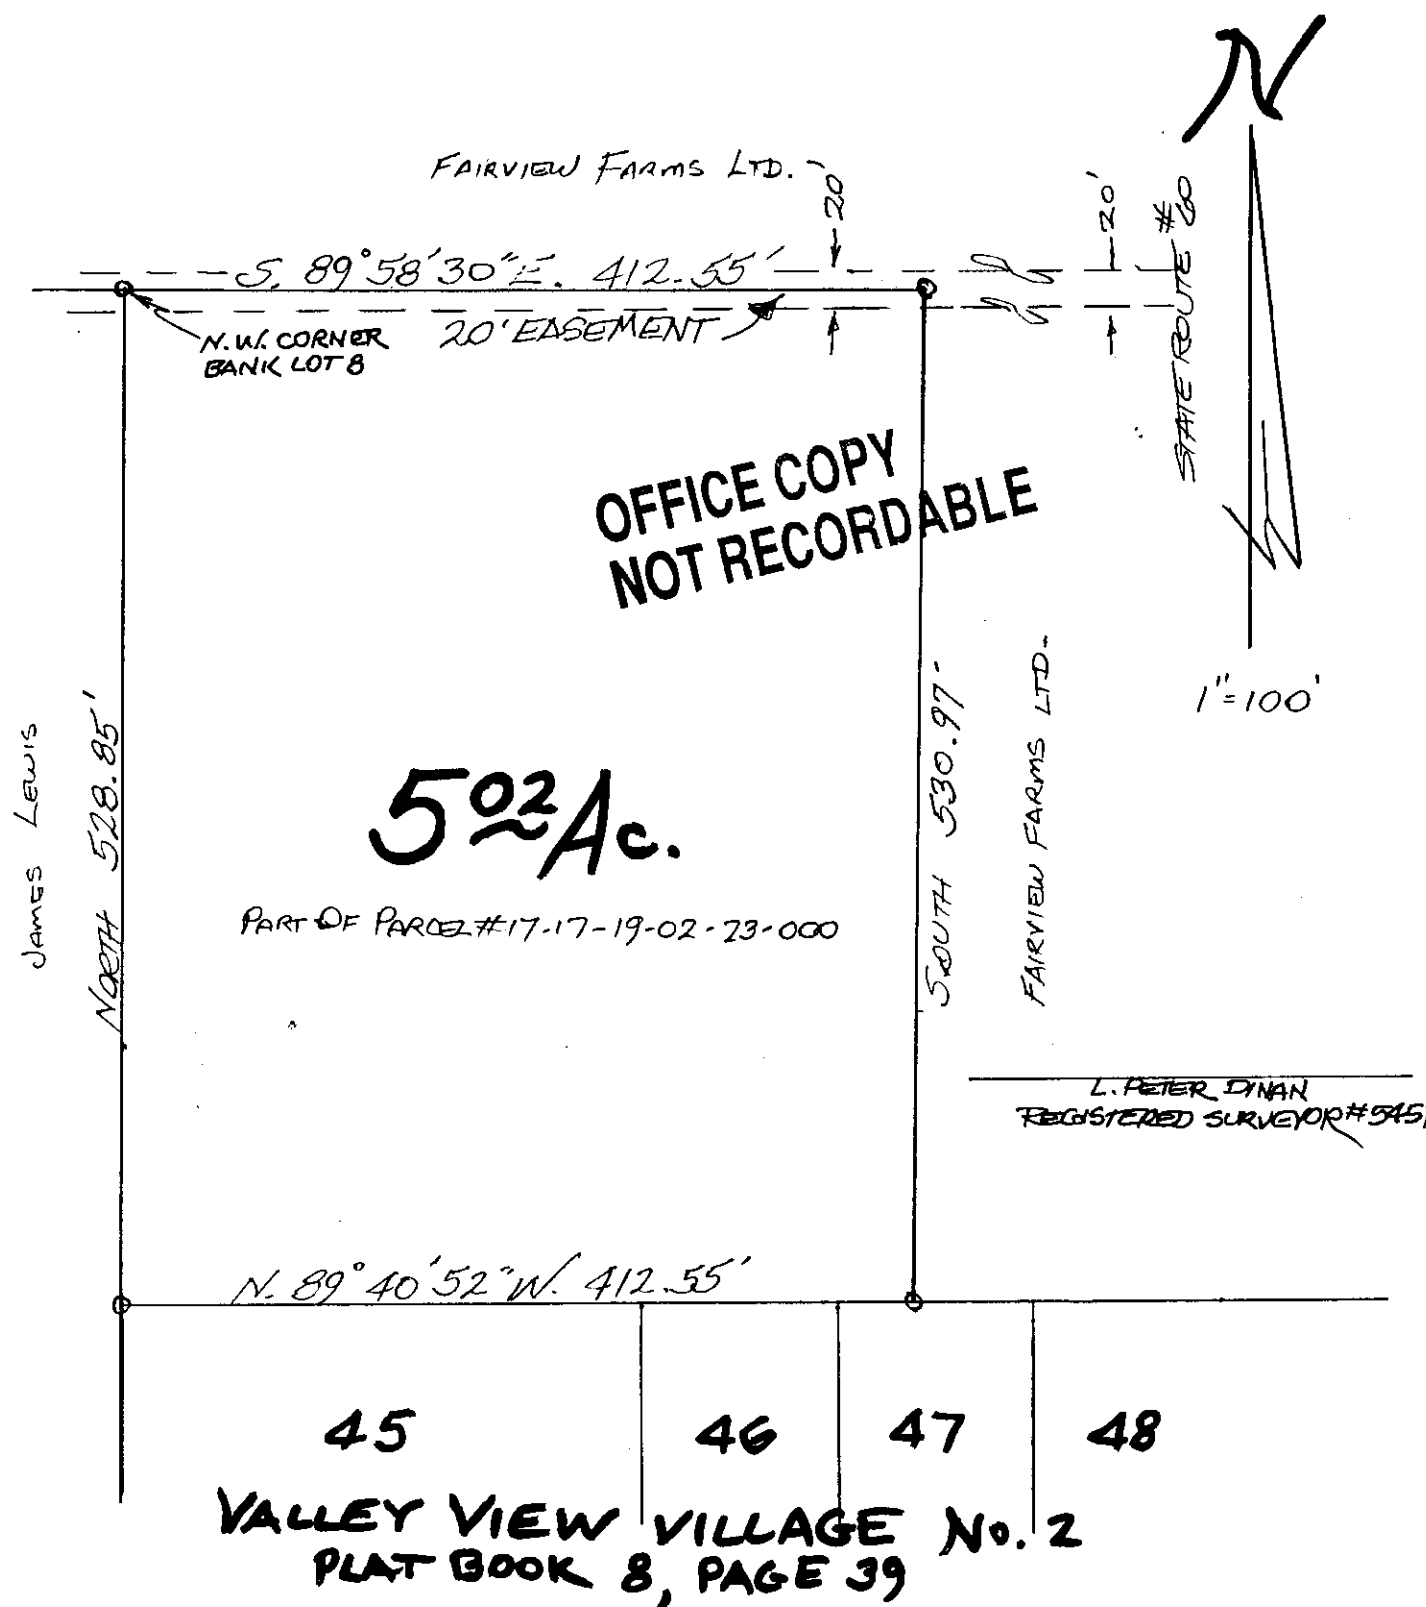 N
FAIRVIEW FARMS LTD.
20'
20'
STATE ROUTE #60
S. 89°58'30"E. 412.55'
N.W. CORNER
BANK LOT 8
20' EASEMENT
OFFICE COPY
NOT RECORDABLE
1"=100'
JAMES LEWIS
NORTH 528.85'
5.02 Ac.
PART OF PARCEL #17-17-19-02-23-000
SOUTH 530.97'
FAIRVIEW FARMS LTD.
L. PETER DINAN
REGISTERED SURVEYOR #5451
N. 89°40'52"W. 412.55'
45
46
47
48
VALLEY VIEW VILLAGE No. 2
PLAT BOOK 8, PAGE 39